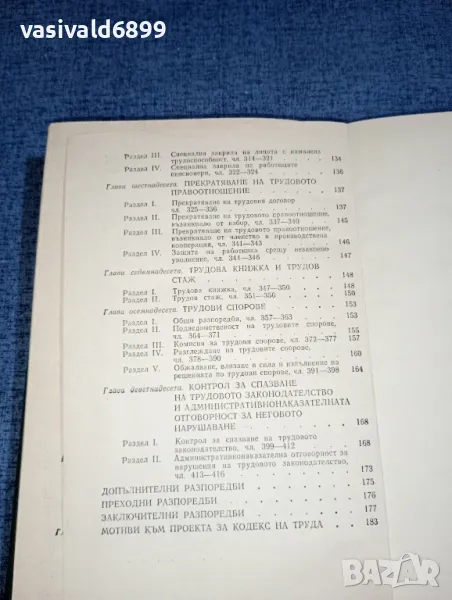 vasivald6899
Раздел III. Специална закрила на лицата с намалена
трудоспособност, чл. 314—321 . . . . 134
Раздел IV. Специална закрила на работещите
пенсионери, чл. 322—324 . . . . 136
Глава шестнадесета. ПРЕКРАТЯВАНЕ НА ТРУДОВОТО
ПРАВООТНОШЕНИЕ . . . . 137
Раздел I. Прекратяване на трудовия договор
чл. 325—336 . . . . 137
Раздел II. Прекратяване на трудовото правоотношение,
възникнало от избор, чл. 337—340 . . . . 145
Раздел III. Прекратяване на трудовото правоотношение,
възникнало от членство в производствена
кооперация, чл. 341—343 . . . . 146
Раздел IV. Защита на работника срещу незаконно
уволнение, чл. 344—346 . . . . 147
Глава седемнадесета. ТРУДОВА КНИЖКА И ТРУДОВ
СТАЖ . . . . 148
Раздел I. Трудова книжка, чл. 347—350 . . . . 148
Раздел II. Трудов стаж, чл. 351—356 . . . . 150
Глава осемнадесета. ТРУДОВИ СПОРОВЕ . . . . 153
Раздел I. Общи разпоредби, чл. 357—363 . . . . 153
Раздел II. Подведомственост на трудовите спорове,
чл. 364—371 . . . . 155
Раздел III. Комисия за трудови спорове, чл. 372—377 157
Раздел IV. Разглеждане на трудовите спорове,
чл. 378—390 . . . . 160
Раздел V. Обжалване, влизане в сила и изпълнение на
решенията по трудови спорове, чл. 391—398 164
Глава деветнадесета. КОНТРОЛ ЗА СПАЗВАНЕ
НА ТРУДОВОТО ЗАКОНОДАТЕЛСТВО
И АДМИНИСТРАТИВНОНАКАЗАТЕЛНАТА
ОТГОВОРНОСТ ЗА НЕГОВОТО
НАРУШАВАНЕ . . . . 168
Раздел I. Контрол за спазване на трудовото
законодателство, чл. 399—412 . . . . 168
Раздел II. Административнонаказателна отговорност за
нарушения на трудовото законодателство,
чл. 413—416 . . . . 173
ДОПЪЛНИТЕЛНИ РАЗПОРЕДБИ . . . . 175
ПРЕХОДНИ РАЗПОРЕДБИ . . . . 176
ЗАКЛЮЧИТЕЛНИ РАЗПОРЕДБИ . . . . 177
МОТИВИ КЪМ ПРОЕКТА ЗА КОДЕКС НА ТРУДА . . 183
BAZAR